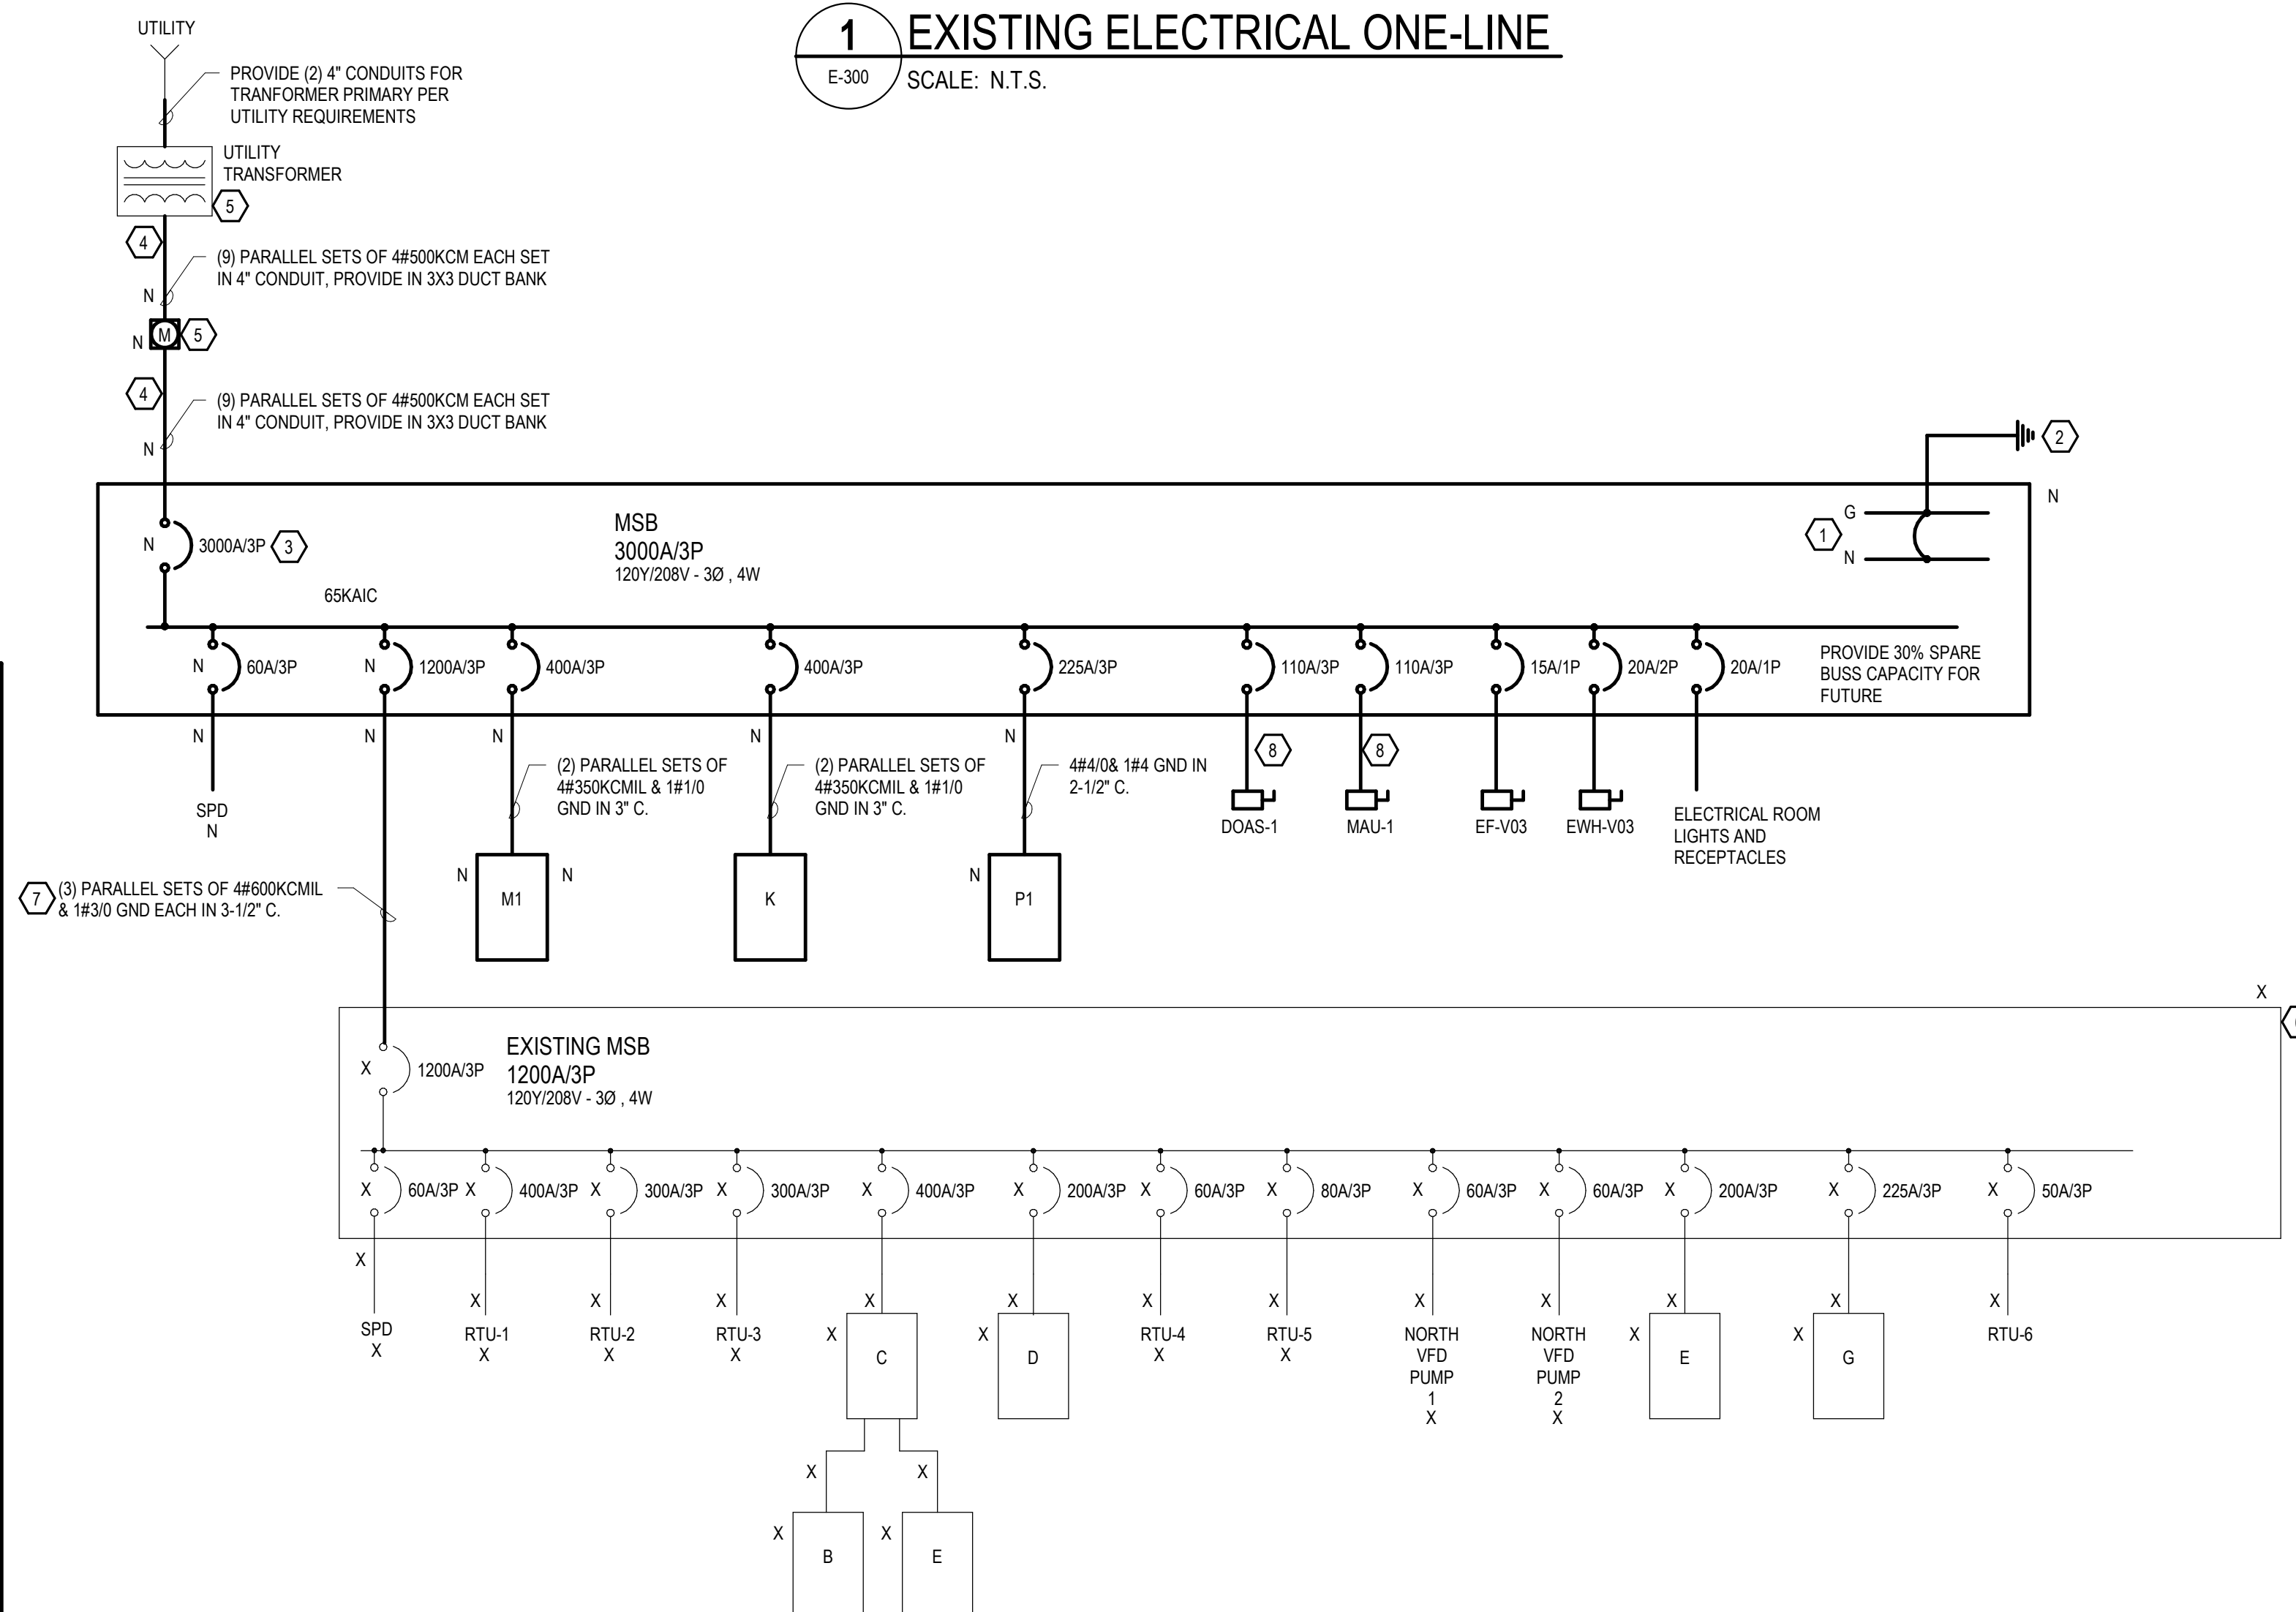 1
EXISTING ELECTRICAL ONE-LINE
E-300
SCALE: N.T.S.
UTILITY
PROVIDE (2) 4" CONDUITS FOR
TRANFORMER PRIMARY PER
UTILITY REQUIREMENTS
UTILITY
TRANSFORMER
5
4
(9) PARALLEL SETS OF 4#500KCM EACH SET
IN 4" CONDUIT, PROVIDE IN 3X3 DUCT BANK
N
N
M
5
4
(9) PARALLEL SETS OF 4#500KCM EACH SET
IN 4" CONDUIT, PROVIDE IN 3X3 DUCT BANK
N
2
N
MSB
3000A/3P
120Y/208V - 3Ø , 4W
N
3000A/3P
3
65KAIC
G
1
N
N
60A/3P
N
1200A/3P
400A/3P
400A/3P
225A/3P
110A/3P
110A/3P
15A/1P
20A/2P
20A/1P
PROVIDE 30% SPARE
BUSS CAPACITY FOR
FUTURE
N
N
N
N
N
8
8
(2) PARALLEL SETS OF
4#350KCMIL & 1#1/0
GND IN 3" C.
(2) PARALLEL SETS OF
4#350KCMIL & 1#1/0
GND IN 3" C.
4#4/0& 1#4 GND IN
2-1/2" C.
SPD
N
DOAS-1
MAU-1
EF-V03
EWH-V03
ELECTRICAL ROOM
LIGHTS AND
RECEPTACLES
7
(3) PARALLEL SETS OF 4#600KCMIL
& 1#3/0 GND EACH IN 3-1/2" C.
N
M1
N
K
N
P1
X
EXISTING MSB
1200A/3P
120Y/208V - 3Ø , 4W
X
1200A/3P
X
60A/3P
X
400A/3P
X
300A/3P
X
300A/3P
X
400A/3P
X
200A/3P
X
60A/3P
X
80A/3P
X
60A/3P
X
60A/3P
X
200A/3P
X
225A/3P
X
50A/3P
X
X
X
X
X
X
X
X
X
X
X
X
X
SPD
X
RTU-1
X
RTU-2
X
RTU-3
X
X
C
X
D
RTU-4
X
RTU-5
X
NORTH
VFD
PUMP
1
X
NORTH
VFD
PUMP
2
X
X
E
X
G
RTU-6
X
X
X
B
X
E